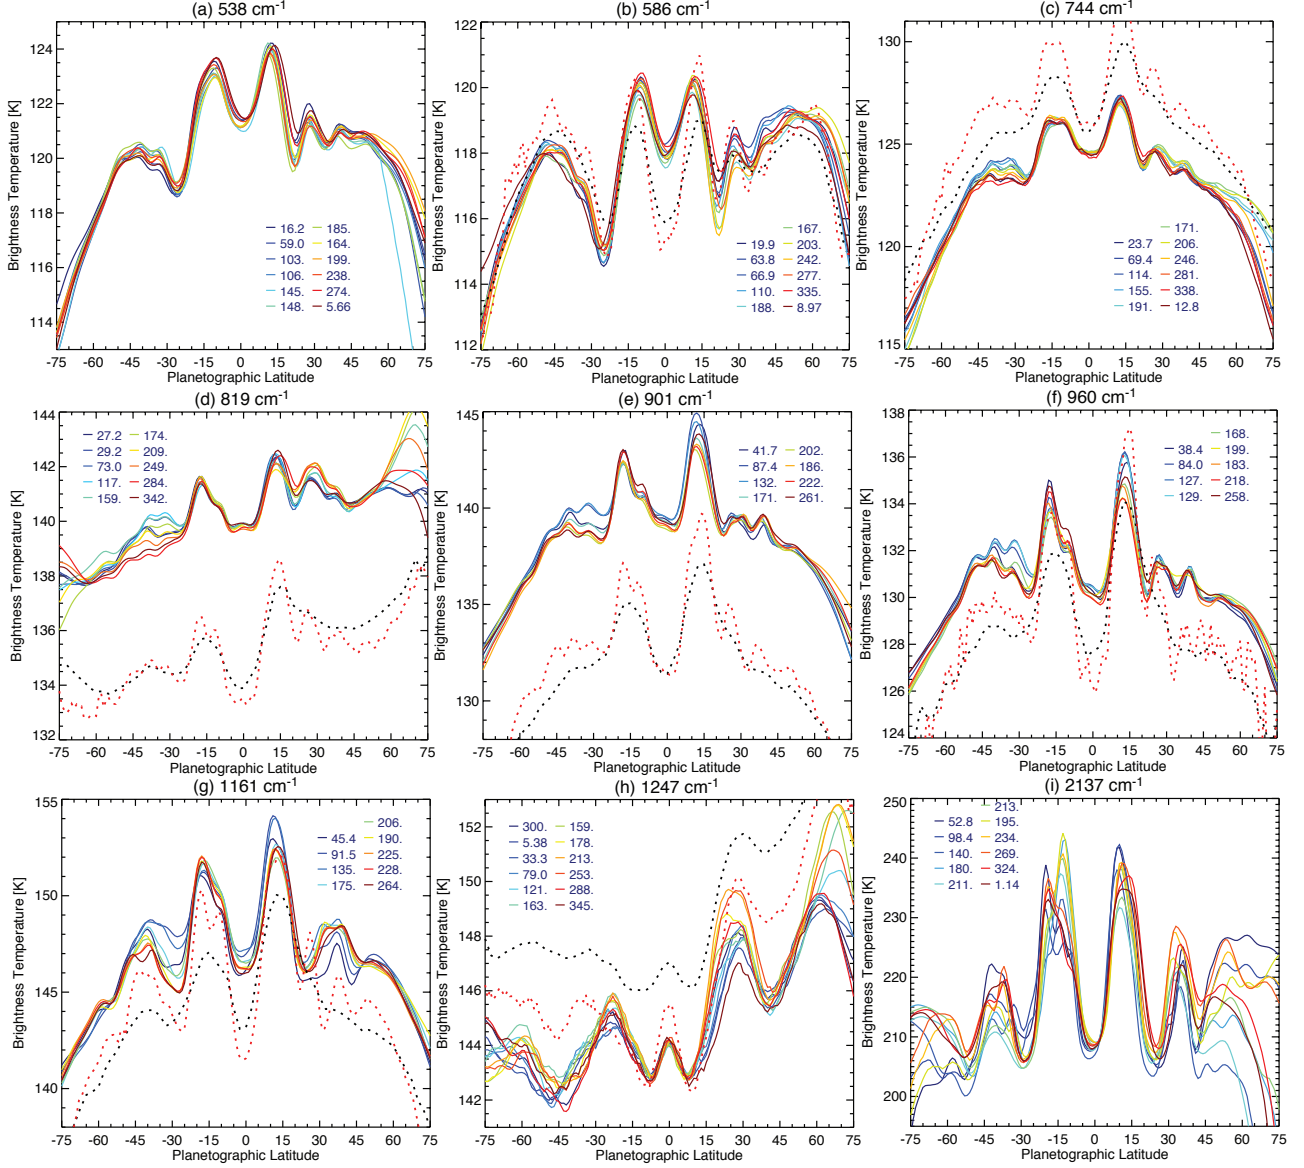 (a) 538 cm-1
Brightness Temperature [K]
124
122
120
118
116
114
16.2 185.
59.0 164.
103. 199.
106. 238.
145. 274.
148. 5.66
-75 -60 -45 -30 -15 0 15 30 45 60 75
Planetographic Latitude
(b) 586 cm-1
Brightness Temperature [K]
122
120
118
116
114
112
167.
19.9 203.
63.8 242.
66.9 277.
110. 335.
188. 8.97
-75 -60 -45 -30 -15 0 15 30 45 60 75
Planetographic Latitude
(c) 744 cm-1
Brightness Temperature [K]
130
125
120
115
171.
23.7 206.
69.4 246.
114. 281.
155. 338.
191. 12.8
-75 -60 -45 -30 -15 0 15 30 45 60 75
Planetographic Latitude
(d) 819 cm-1
Brightness Temperature [K]
144
142
140
138
136
134
132
27.2 174.
29.2 209.
73.0 249.
117. 284.
159. 342.
-75 -60 -45 -30 -15 0 15 30 45 60 75
Planetographic Latitude
(e) 901 cm-1
Brightness Temperature [K]
145
140
135
130
41.7 202.
87.4 186.
132. 222.
171. 261.
-75 -60 -45 -30 -15 0 15 30 45 60 75
Planetographic Latitude
(f) 960 cm-1
Brightness Temperature [K]
138
136
134
132
130
128
126
124
168.
38.4 199.
84.0 183.
127. 218.
129. 258.
-75 -60 -45 -30 -15 0 15 30 45 60 75
Planetographic Latitude
(g) 1161 cm-1
Brightness Temperature [K]
155
150
145
140
206.
45.4 190.
91.5 225.
135. 228.
175. 264.
-75 -60 -45 -30 -15 0 15 30 45 60 75
Planetographic Latitude
(h) 1247 cm-1
Brightness Temperature [K]
152
150
148
146
144
142
300. 159.
5.38 178.
33.3 213.
79.0 253.
121. 288.
163. 345.
-75 -60 -45 -30 -15 0 15 30 45 60 75
Planetographic Latitude
(i) 2137 cm-1
Brightness Temperature [K]
250
240
230
220
210
200
213.
52.8 195.
98.4 234.
140. 269.
180. 324.
211. 1.14
-75 -60 -45 -30 -15 0 15 30 45 60 75
Planetographic Latitude